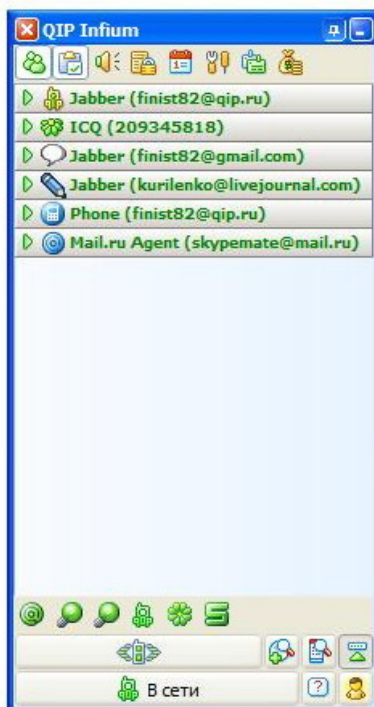 QIP Infium
Jabber (finist82@qip.ru)
ICQ (209345818)
Jabber (finist82@gmail.com)
Jabber (kurilenko@livejournal.com)
Phone (finist82@qip.ru)
Mail.ru Agent (skypemate@mail.ru)
В сети